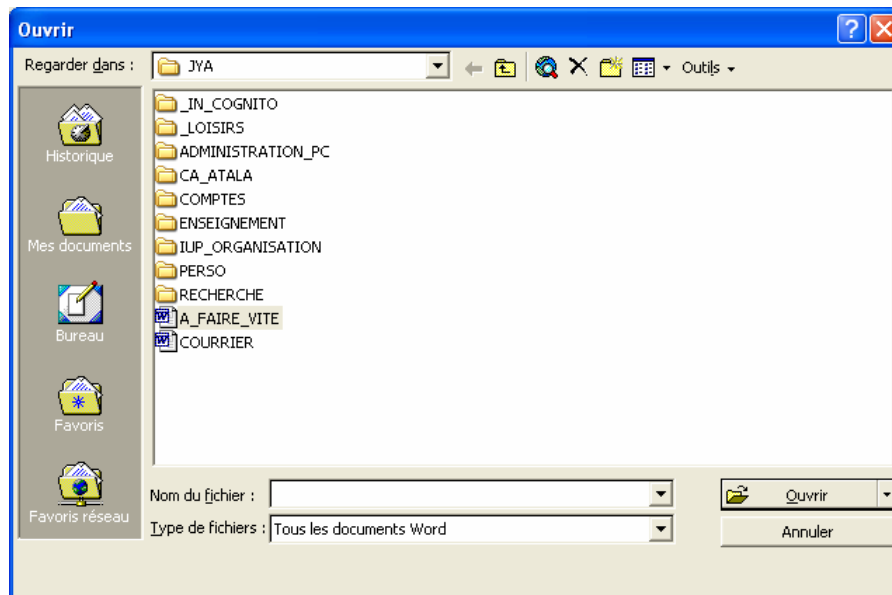 Ouvrir
Regarder dans :
JYA
Outils
Historique
Mes documents
Bureau
Favoris
Favoris réseau
_IN_COGNITO
_LOISIRS
ADMINISTRATION_PC
CA_ATALA
COMPTES
ENSEIGNEMENT
IUP_ORGANISATION
PERSO
RECHERCHE
A_FAIRE_VITE
COURRIER
Nom du fichier :
Ouvrir
Type de fichiers : Tous les documents Word
Annuler